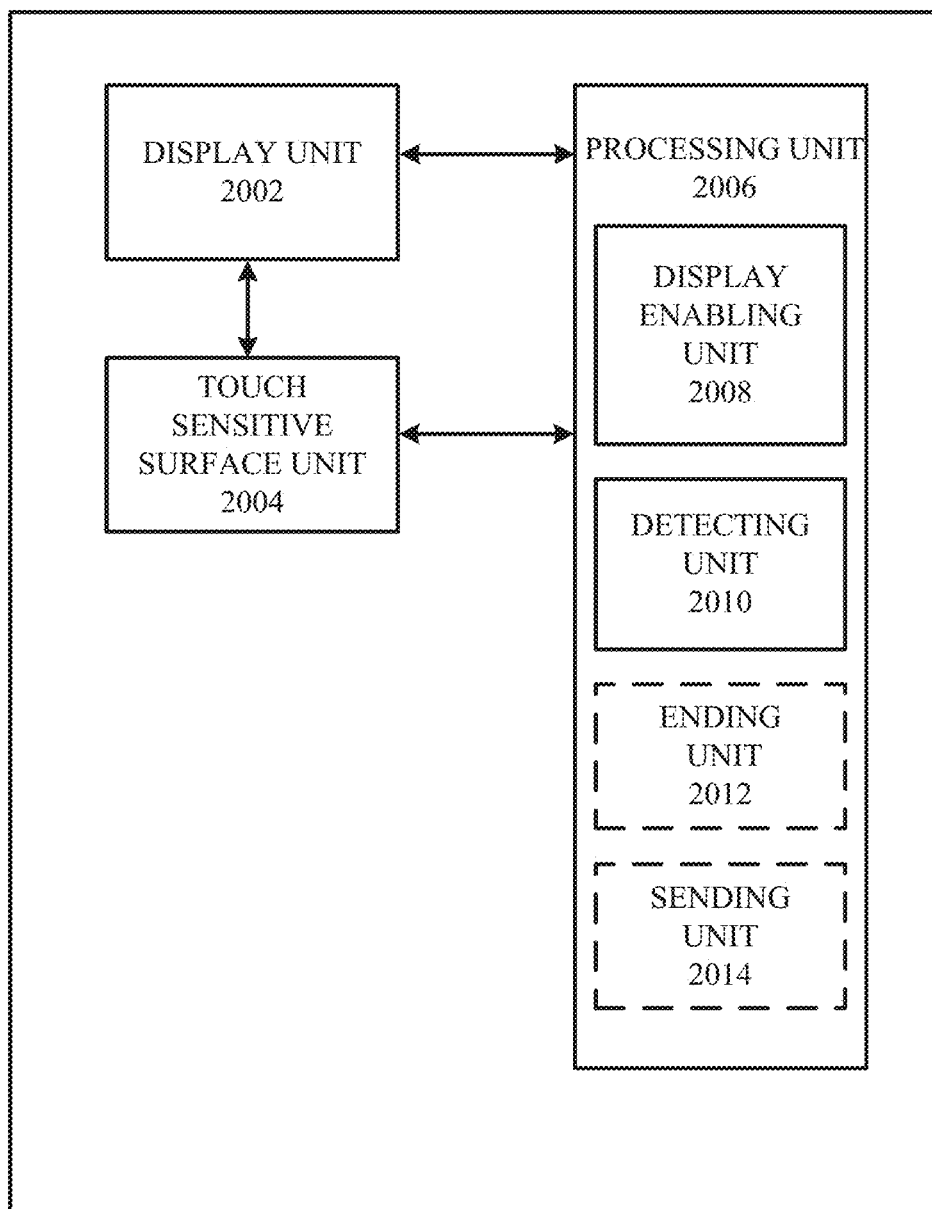 DISPLAY UNIT
2002
TOUCH
SENSITIVE
SURFACE UNIT
2004
PROCESSING UNIT
2006
DISPLAY
ENABLING
UNIT
2008
DETECTING
UNIT
2010
ENDING
UNIT
2012
SENDING
UNIT
2014